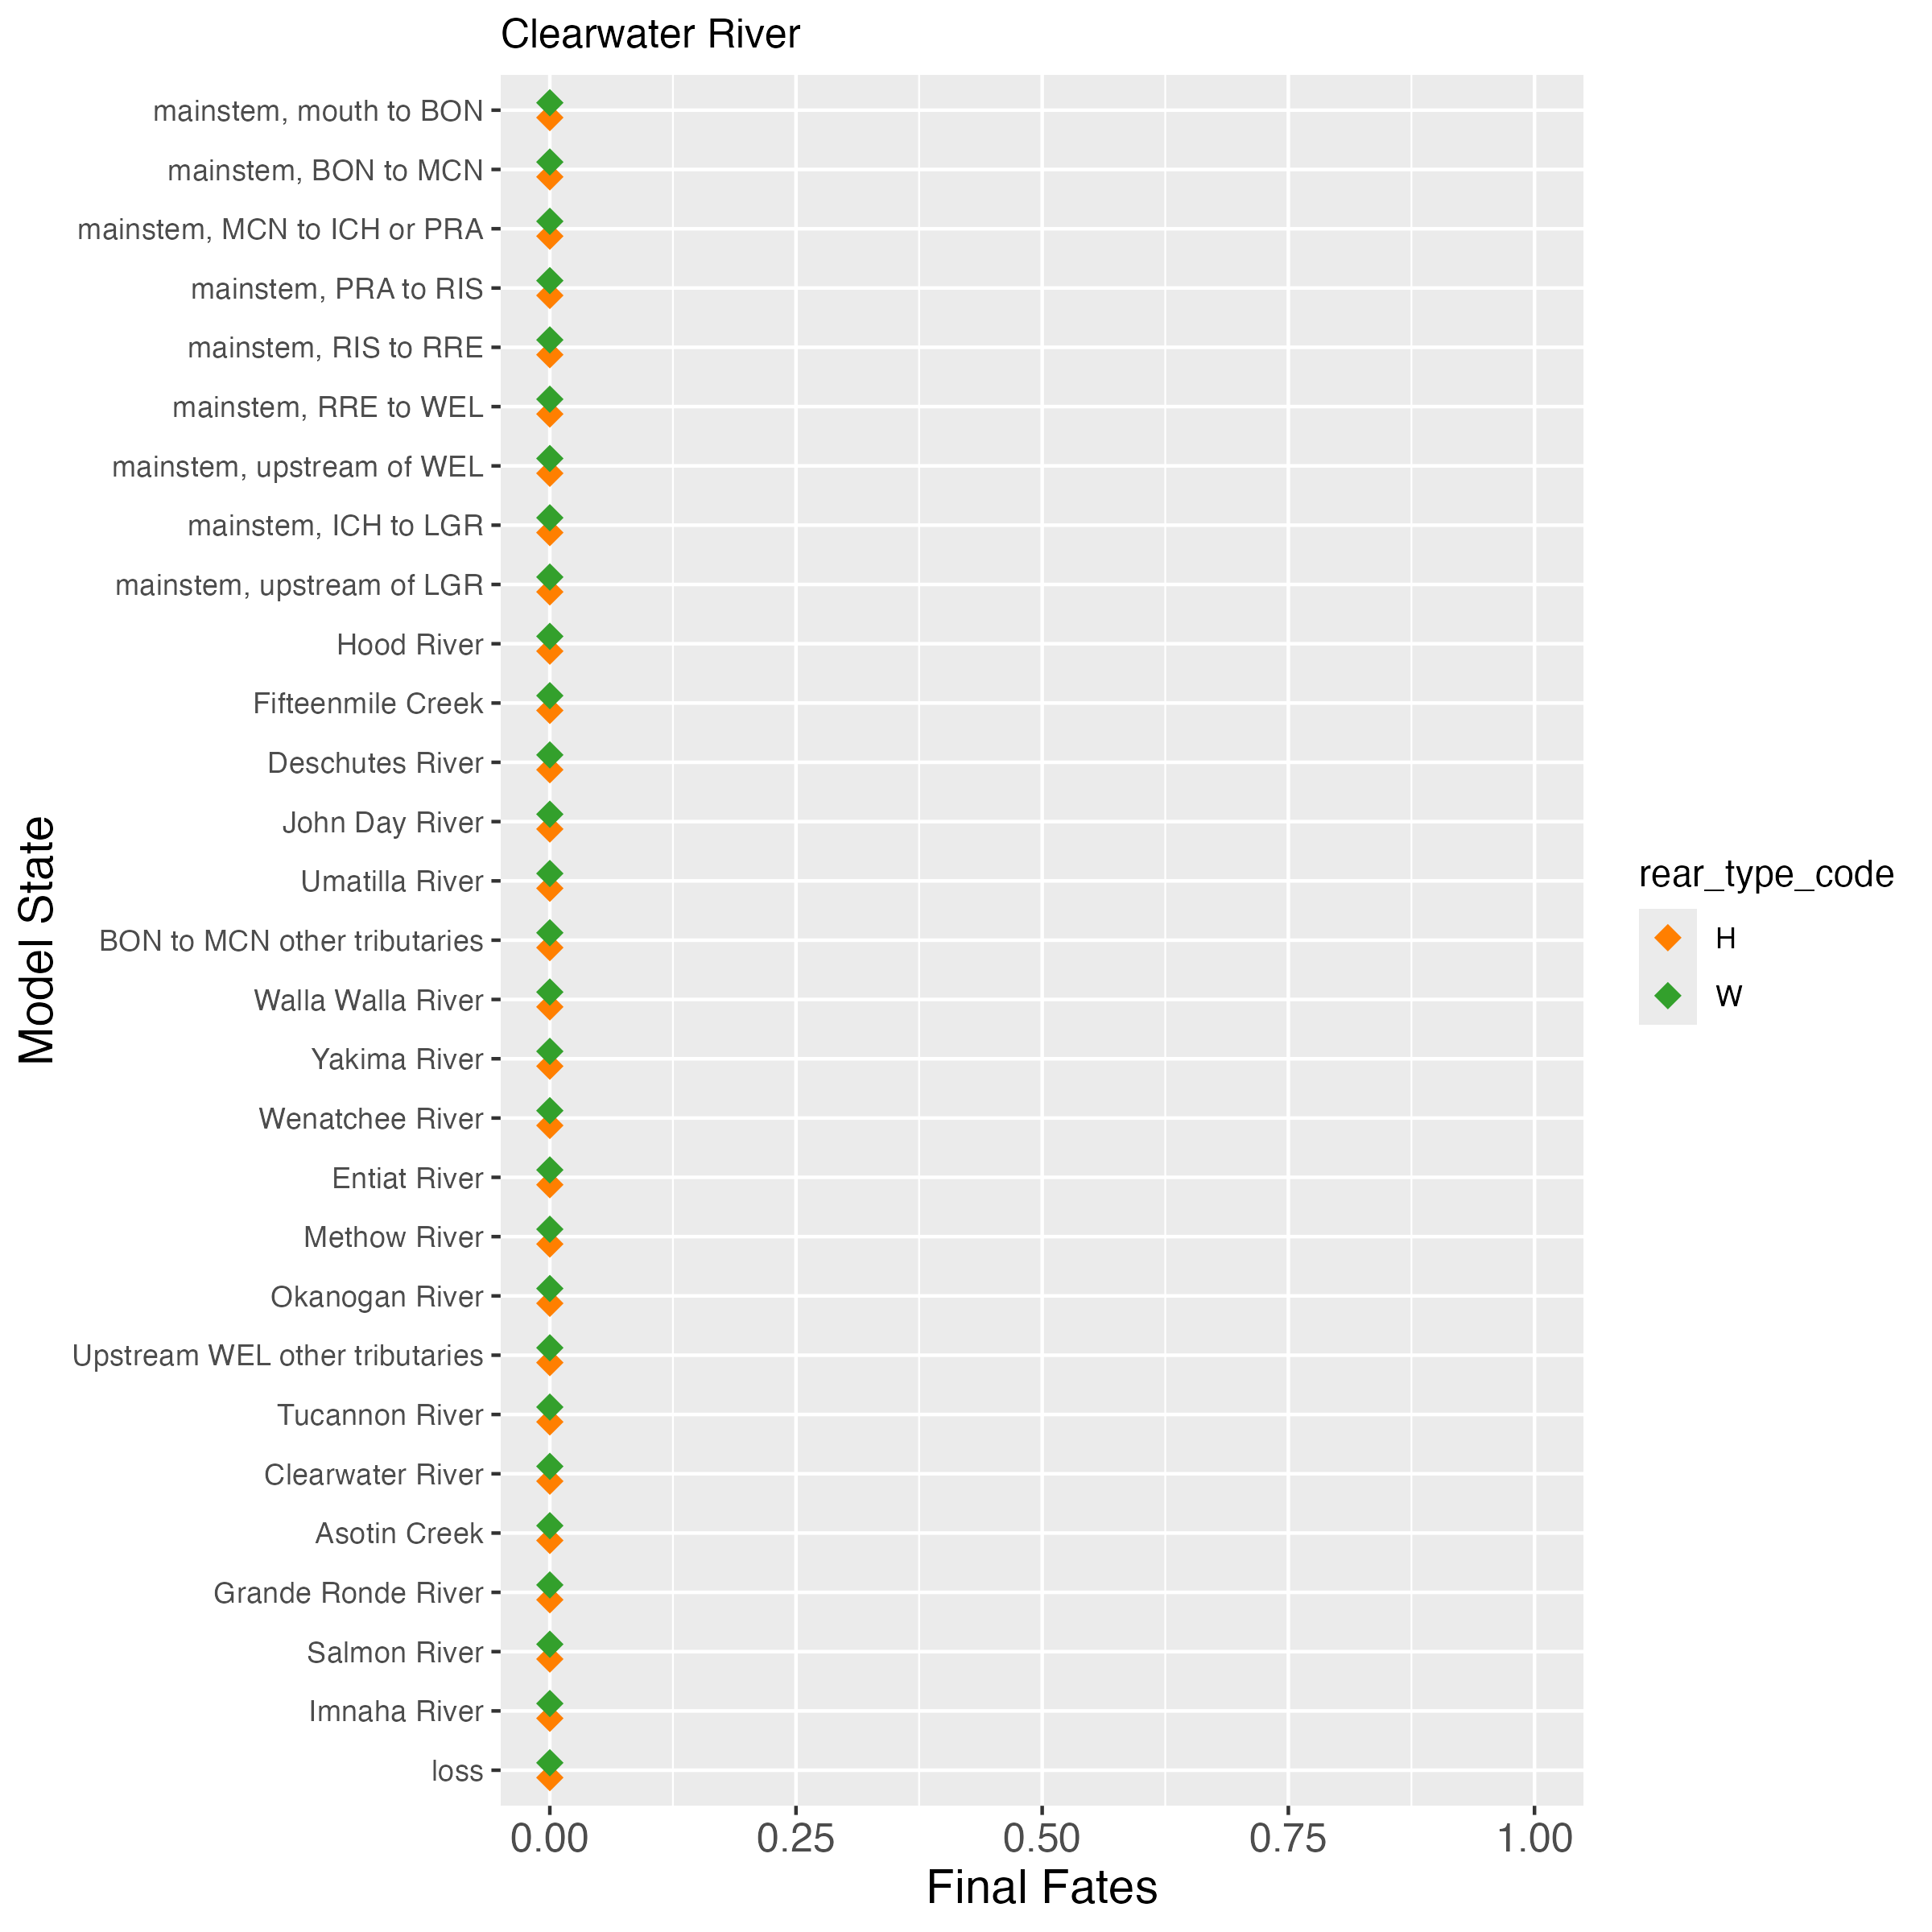 Clearwater River
mainstem, mouth to BON
mainstem, BON to MCN
mainstem, MCN to ICH or PRA
mainstem, PRA to RIS
mainstem, RIS to RRE
mainstem, RRE to WEL
mainstem, upstream of WEL
mainstem, ICH to LGR
mainstem, upstream of LGR
Hood River
Fifteenmile Creek
Deschutes River
John Day River
Umatilla River
BON to MCN other tributaries
Walla Walla River
Yakima River
Wenatchee River
Entiat River
Methow River
Okanogan River
Upstream WEL other tributaries
Tucannon River
Clearwater River
Asotin Creek
Grande Ronde River
Salmon River
Imnaha River
loss
Model State
0.00 0.25 0.50 0.75 1.00
Final Fates
rear_type_code
H
W